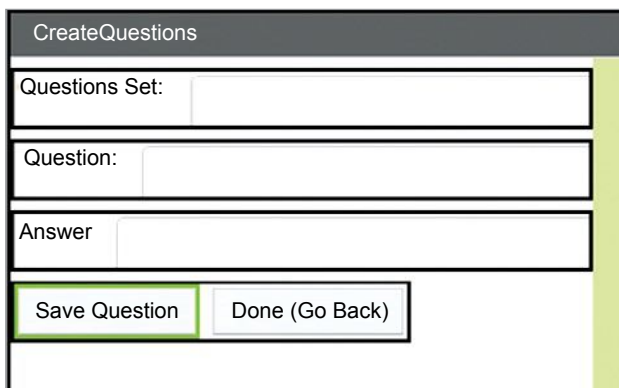 CreateQuestions
Questions Set:
Question:
Answer
Save Question Done (Go Back)